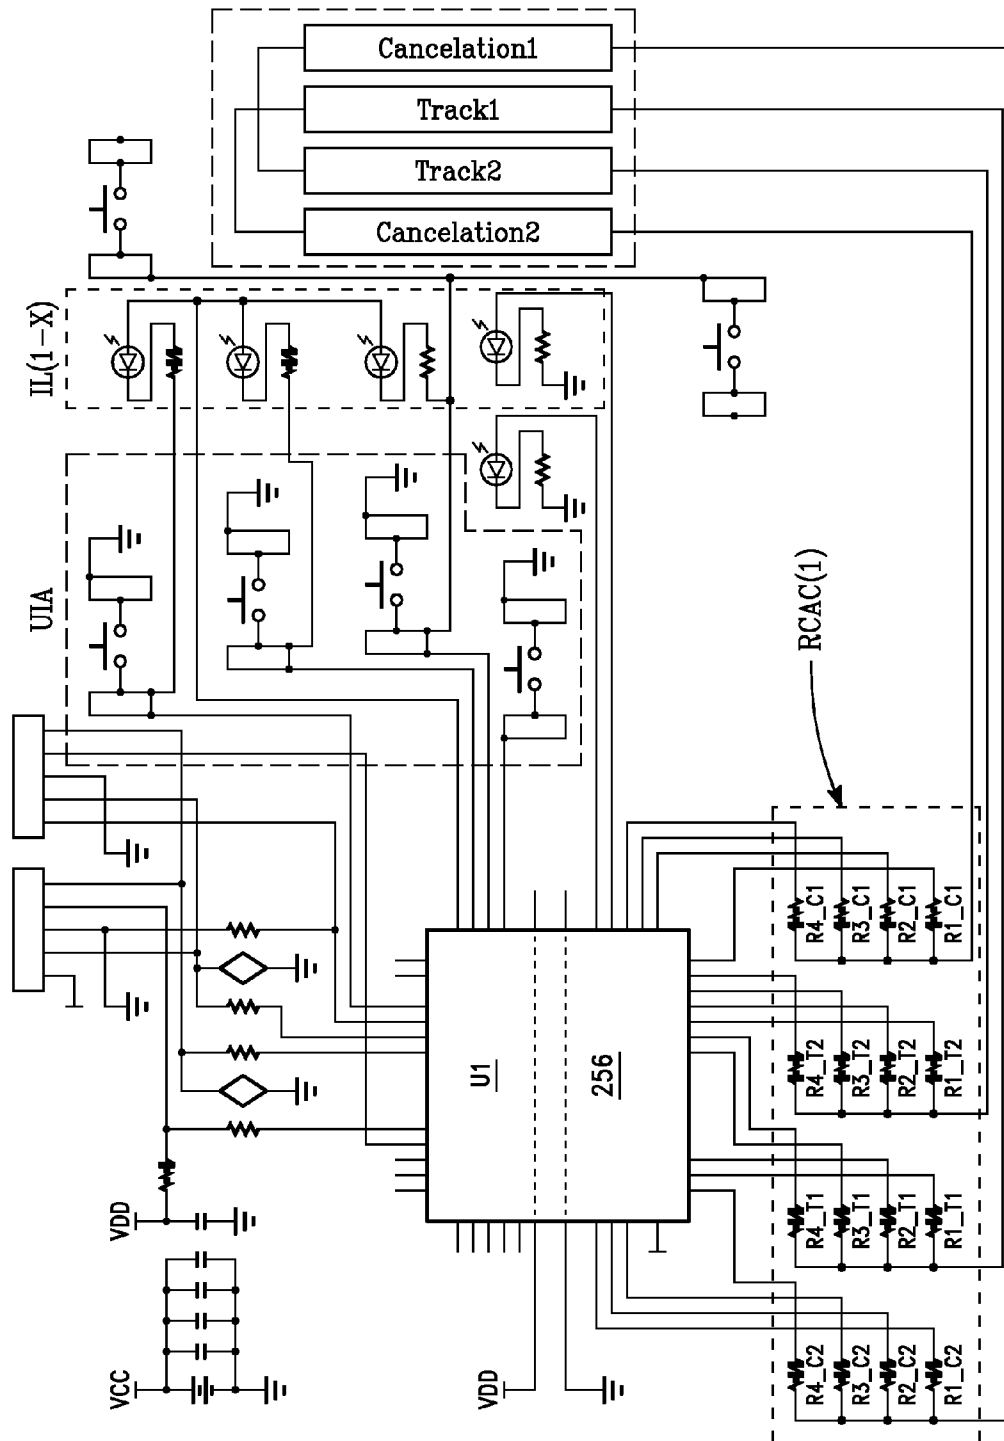 Cancelation1
Track1
Track2
Cancelation2
IL(1-X)
UIA
RCAC(1)
R4_C1
R3_C1
R2_C1
R1_C1
U1
256
R4_T2
R3_T2
R2_T2
R1_T2
VDD
R4_T1
R3_T1
R2_T1
R1_T1
VCC
VDD
R4_C2
R3_C2
R2_C2
R1_C2